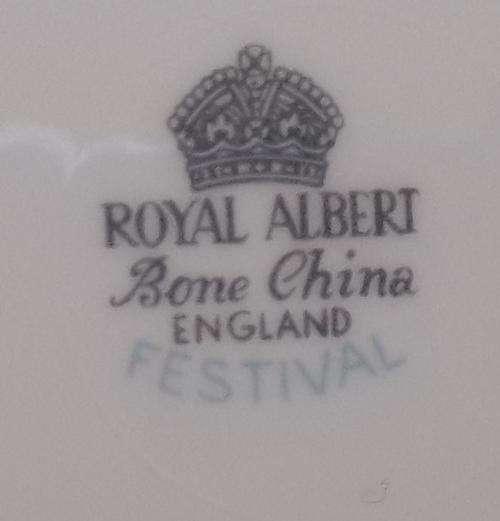 ROYAL ALBERT
Bone China
ENGLAND
FESTIVAL